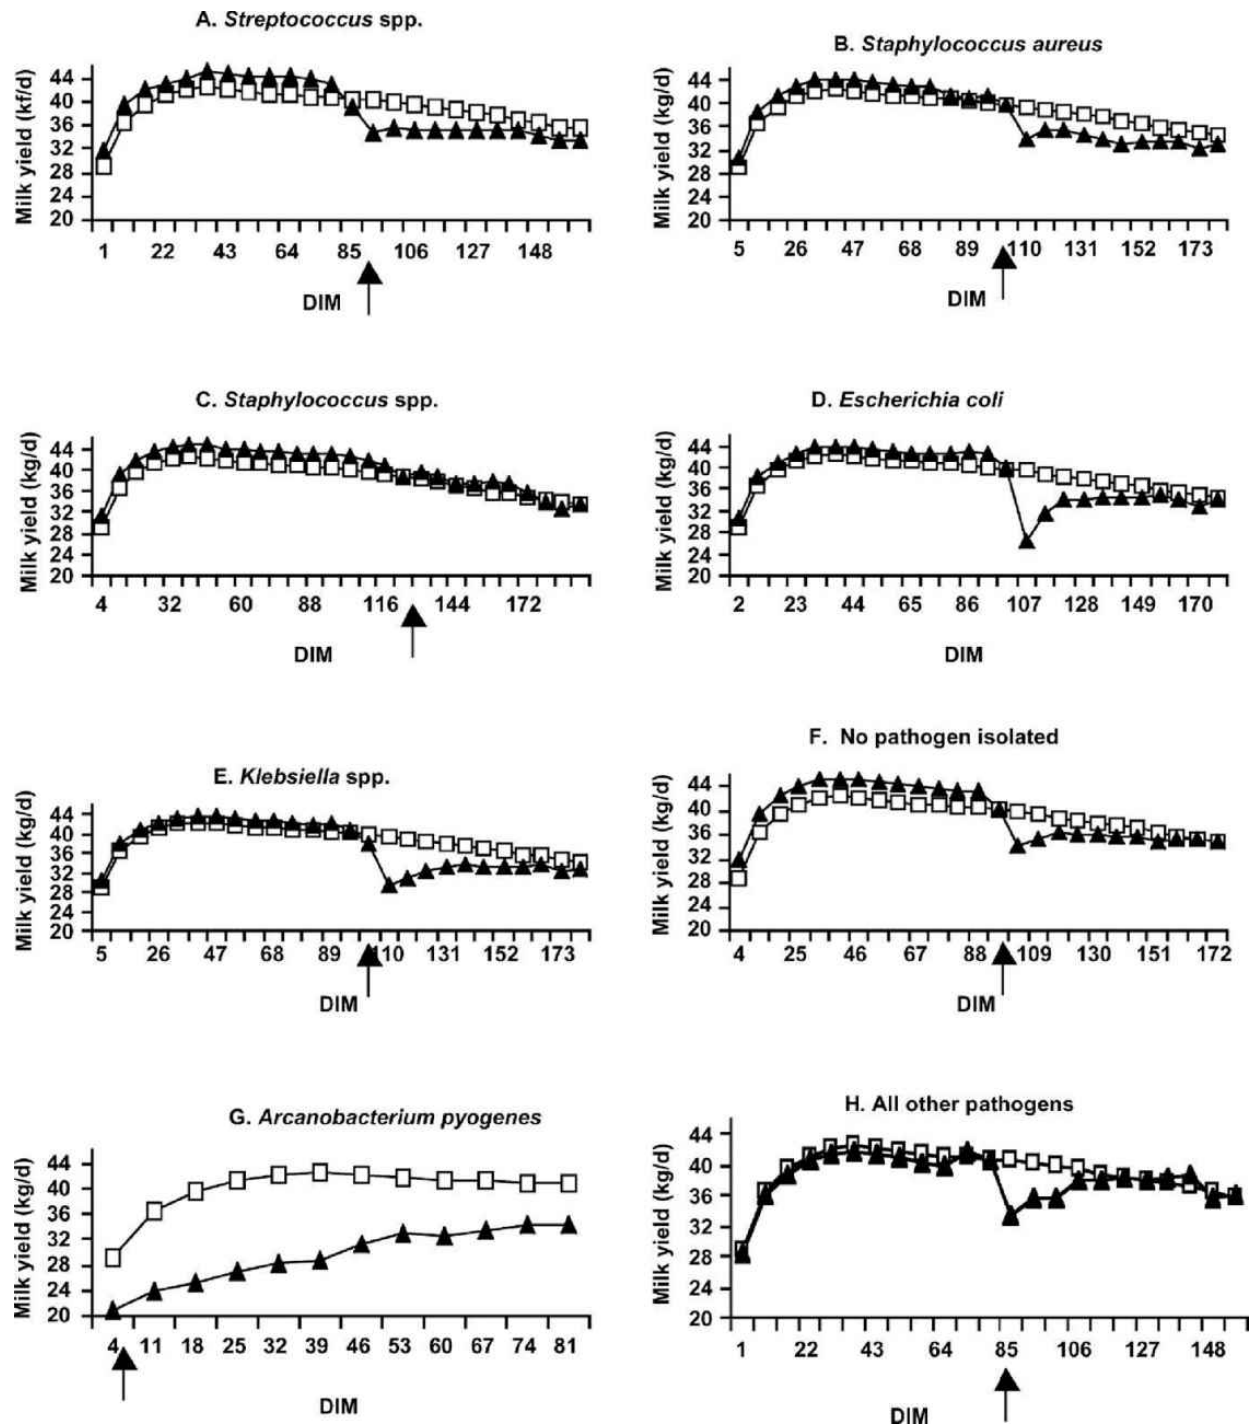 A. Streptococcus spp.
Milk yield (kf/d)
44
40
36
32
28
24
20
1 22 43 64 85 106 127 148
DIM
B. Staphylococcus aureus
Milk yield (kg/d)
44
40
36
32
28
24
20
5 26 47 68 89 110 131 152 173
DIM
C. Staphylococcus spp.
Milk yield (kg/d)
44
40
36
32
28
24
20
4 32 60 88 116 144 172
DIM
D. Escherichia coli
Milk yield (kg/d)
44
40
36
32
28
24
20
2 23 44 65 86 107 128 149 170
DIM
E. Klebsiella spp.
Milk yield (kg/d)
44
40
36
32
28
24
20
5 26 47 68 89 110 131 152 173
DIM
F. No pathogen isolated
Milk yield (kg/d)
44
40
36
32
28
24
20
4 25 46 67 88 109 130 151 172
DIM
G. Arcanobacterium pyogenes
Milk yield (kg/d)
44
40
36
32
28
24
20
4 11 18 25 32 39 46 53 60 67 74 81
DIM
H. All other pathogens
Milk yield (kg/d)
44
40
36
32
28
24
20
1 22 43 64 85 106 127 148
DIM